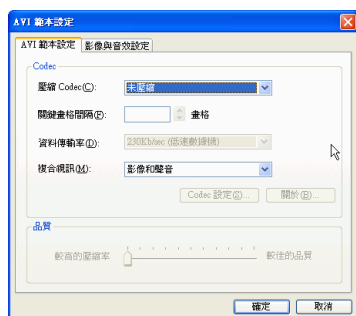 AVI 範本設定
AVI 範本設定 影像與音效設定
Codec
壓縮 Codec(C): 未壓縮
關鍵畫格間隔(F): 畫格
資料傳輸率(D): 230Kb/sec (低速數據機)
複合視訊(M): 影像和聲音
Codec 設定(S)... 關於(B)...
品質
較高的壓縮率 較佳的品質
確定 取消